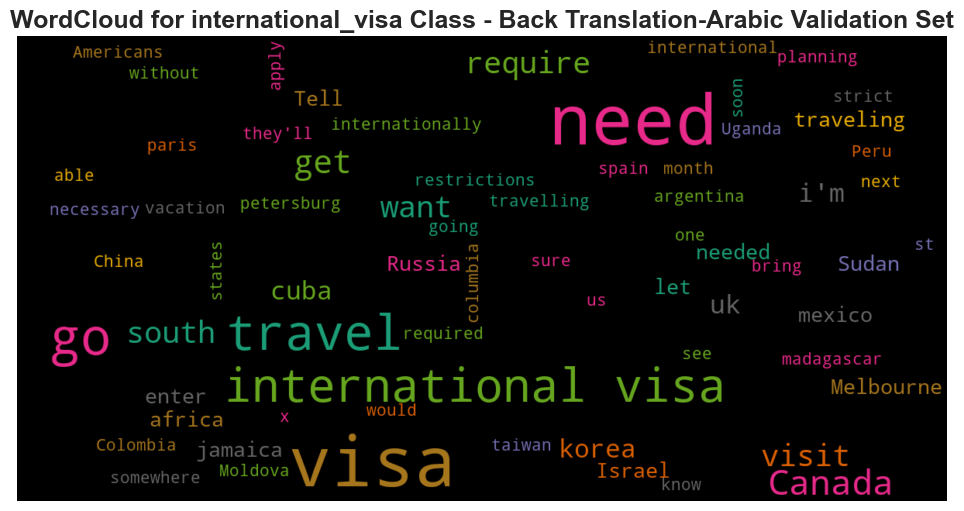 WordCloud for international_visa Class - Back Translation-Arabic Validation Set
Americans
without
apply
require
international
planning
Tell
need
soon
strict
they'll
internationally
Uganda
traveling
paris
get
Peru
able
restrictions
spain
month
next
necessary
vacation
petersburg
want
travelling
argentina
i'm
going
one
st
China
states
Russia
columbia
sure
needed
bring
Sudan
cuba
us
let
uk
mexico
go
south
travel
required
see
madagascar
international visa
Melbourne
enter
africa
x
would
Colombia
jamaica
visa
taiwan
korea
visit
somewhere
Moldova
Israel
know
Canada